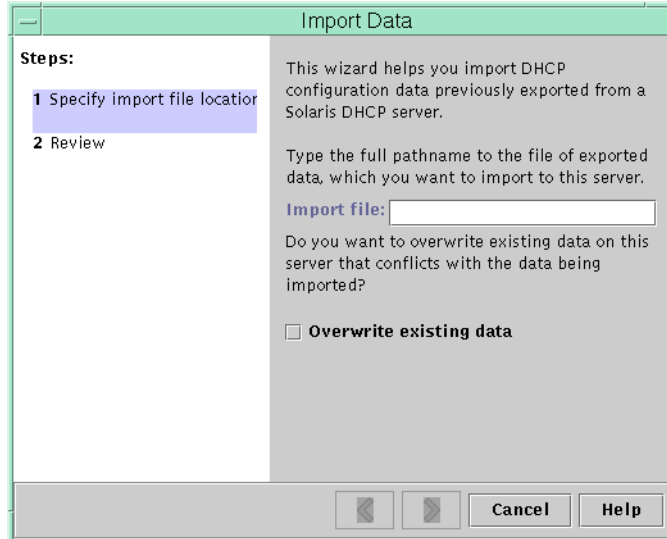 Import Data
Steps:
1 Specify import file location
2 Review
This wizard helps you import DHCP
configuration data previously exported from a
Solaris DHCP server.
Type the full pathname to the file of exported
data, which you want to import to this server.
Import file:
Do you want to overwrite existing data on this
server that conflicts with the data being
imported?
Overwrite existing data
Cancel
Help